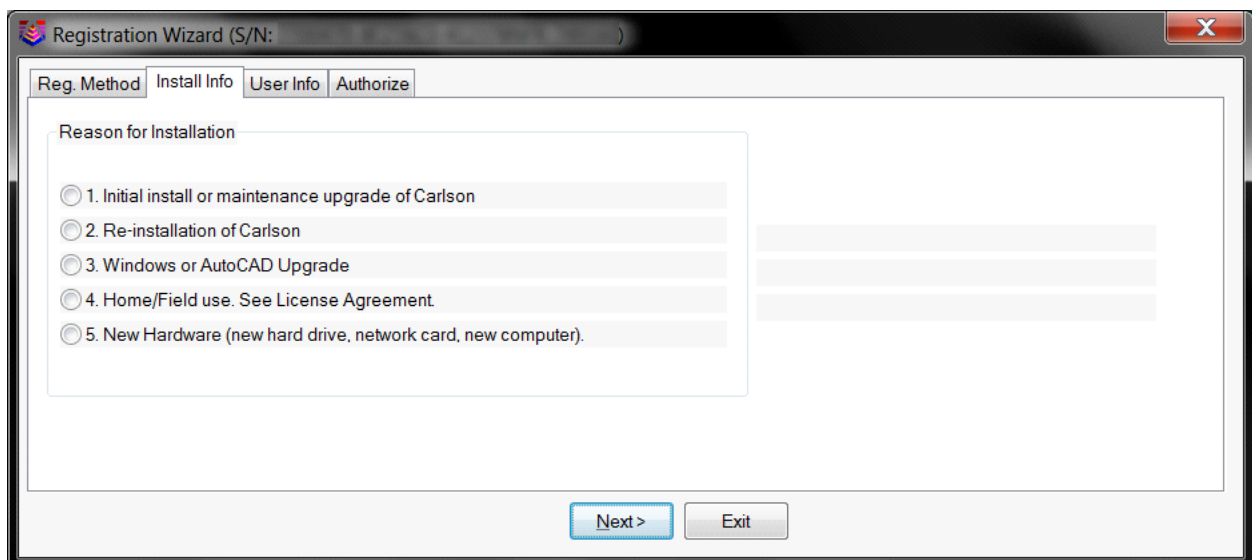 Registration Wizard (S/N: )
Reg. Method Install Info User Info Authorize
Reason for Installation
1. Initial install or maintenance upgrade of Carlson
2. Re-installation of Carlson
3. Windows or AutoCAD Upgrade
4. Home/Field use. See License Agreement.
5. New Hardware (new hard drive, network card, new computer).
Next > Exit